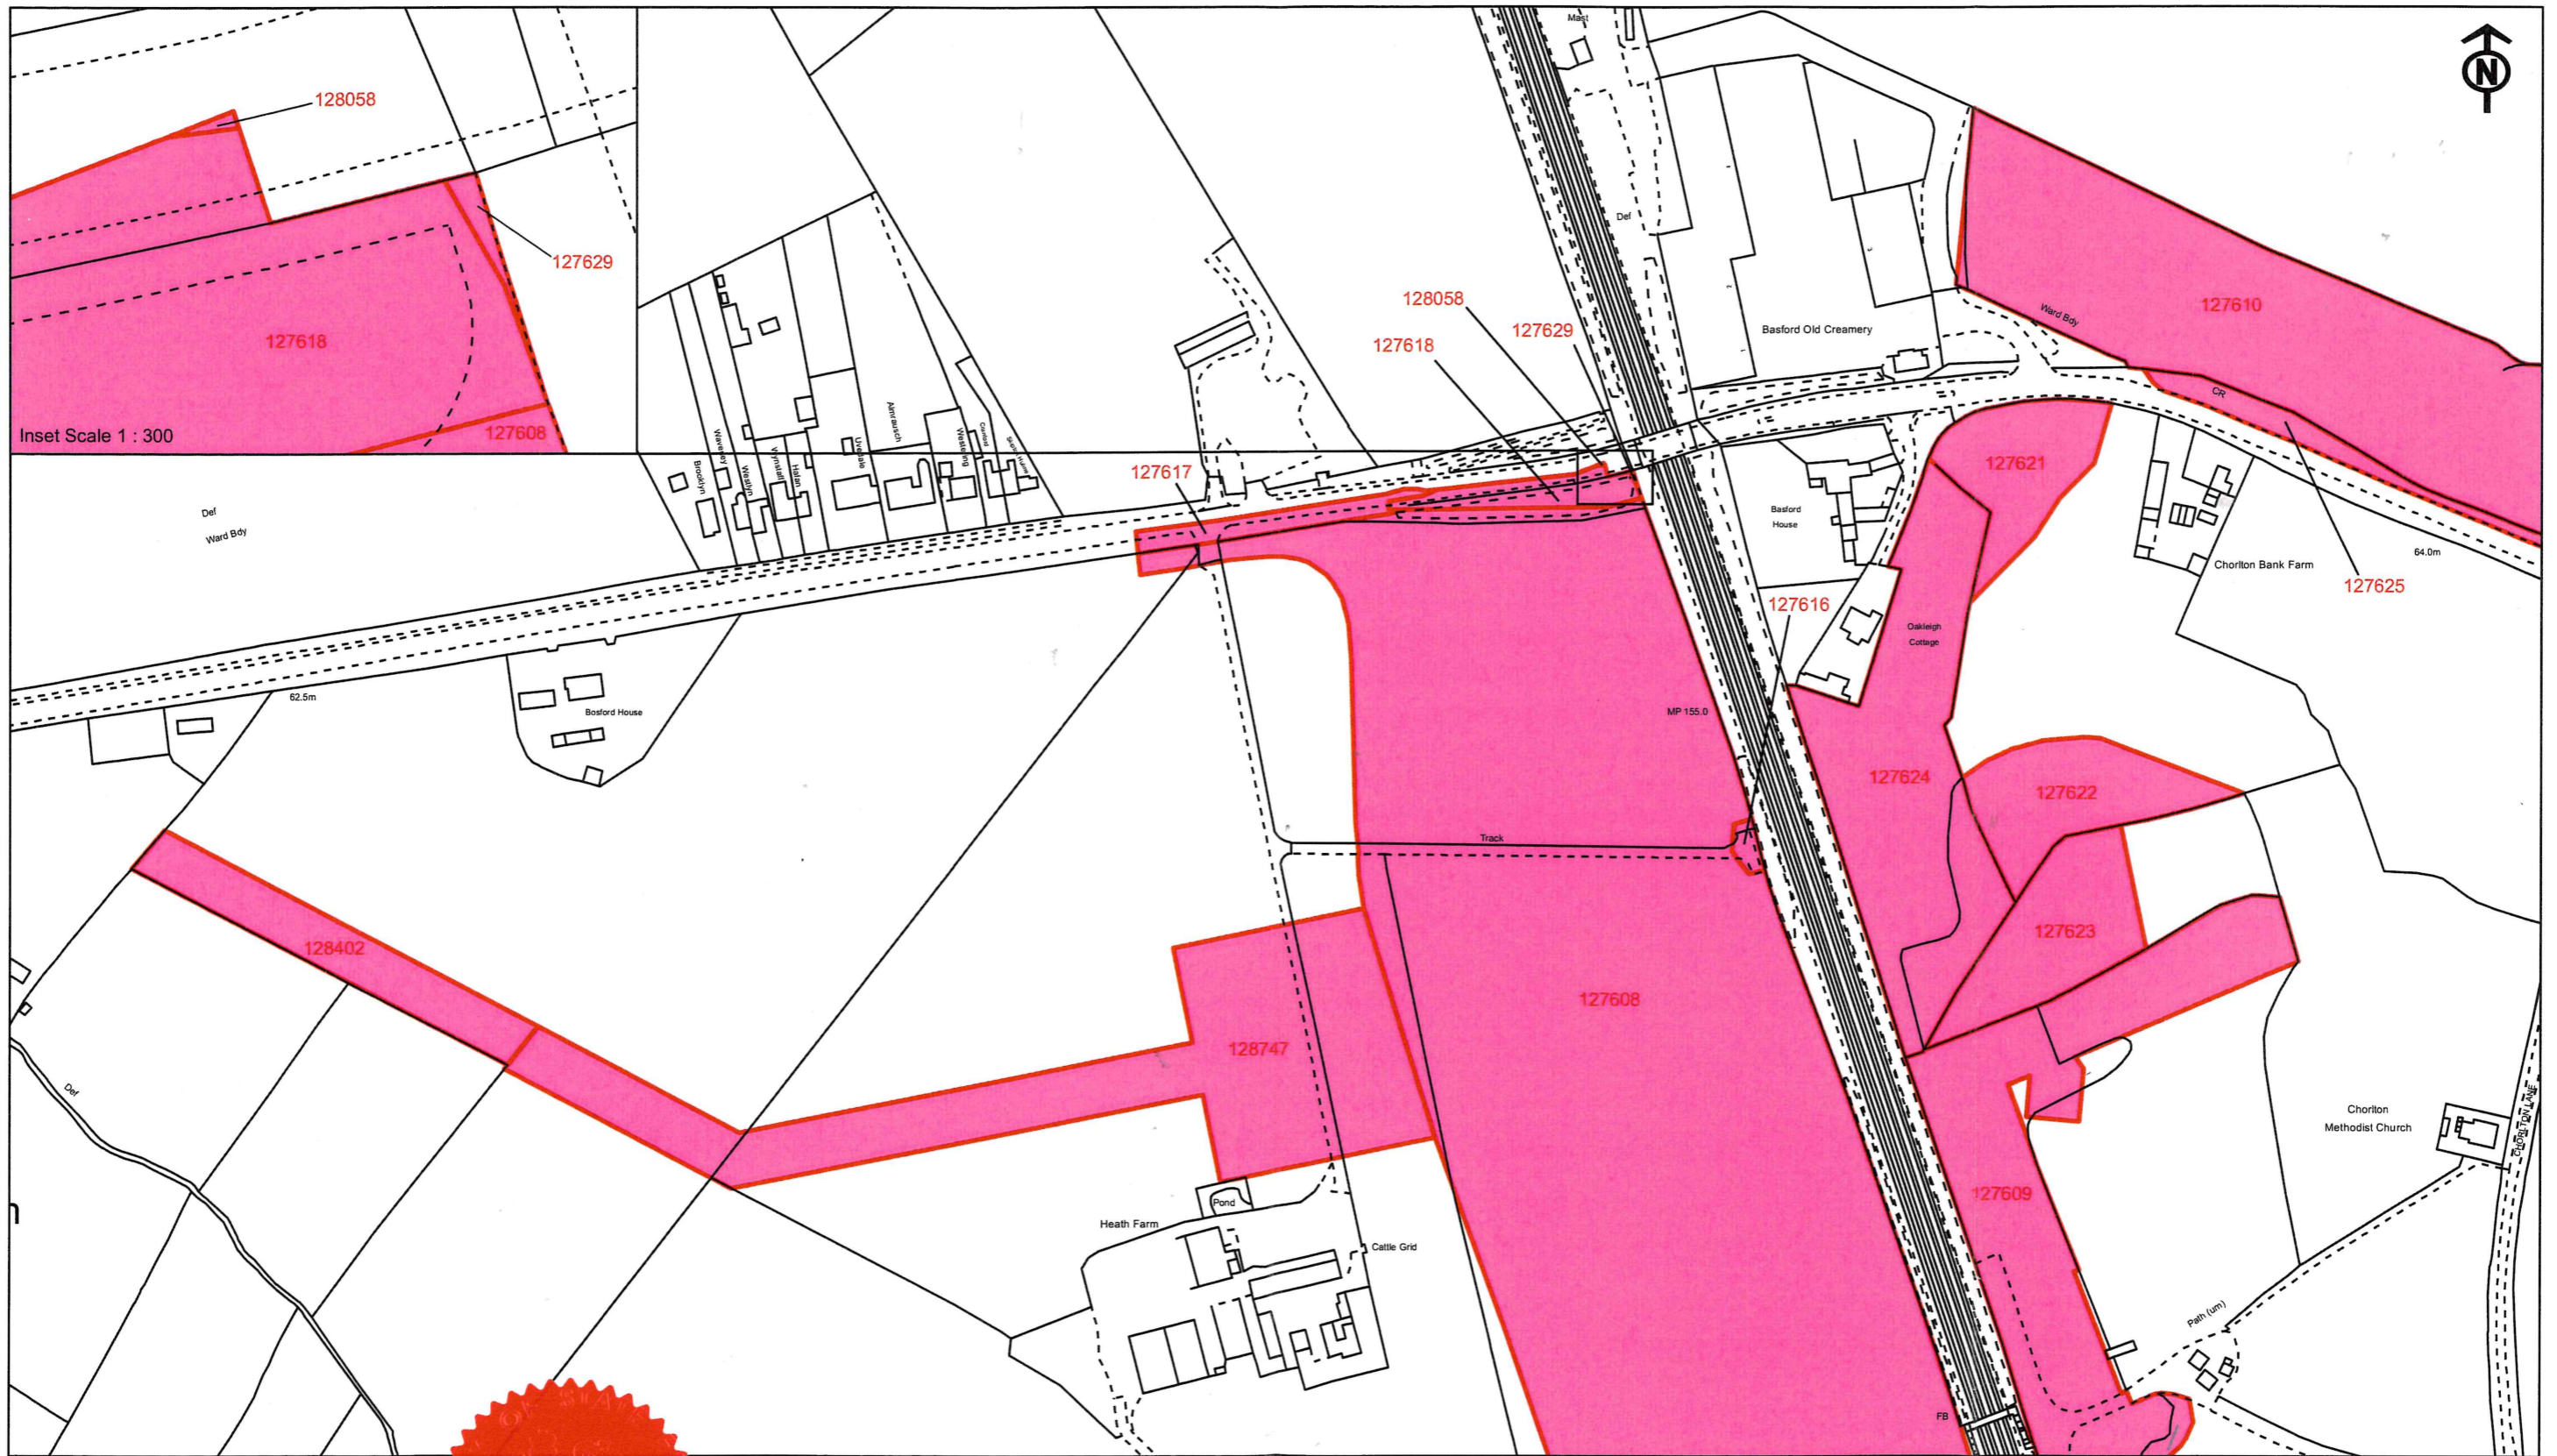 128058
127629
127618
127608
Inset Scale 1 : 300
Mast
N
Def
128058
127629
127618
Basford Old Creamery
Ward Bdy
127610
CR
Def
Ward Bdy
Brooklyn
Waverley
Westlyn
Wynstall
Halan
Uvedale
Almrausch
Westering
127617
127621
Basford
House
Chorlton Bank Farm
64.0m
127625
127616
Oakleigh
Cottage
62.5m
Bosford House
MP 155.0
127624
127622
Track
128402
127623
127608
128747
Def
Chorlton
Methodist Church
CHORLTON LANE
127609
Pond
Heath Farm
Cattle Grid
Path (um)
FB